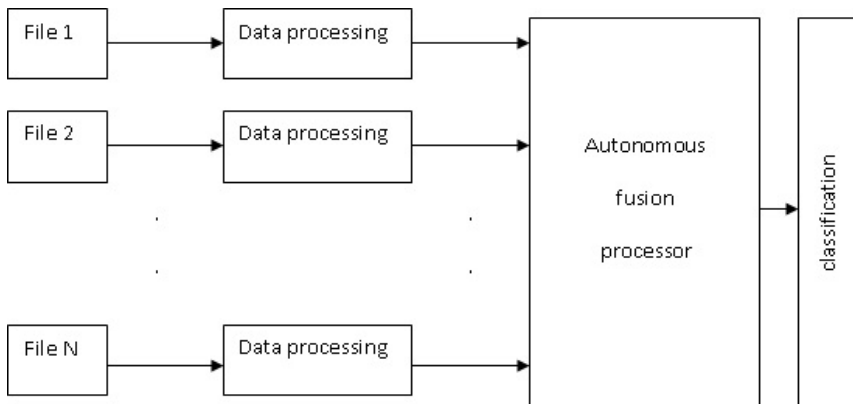 File 1
Data processing
File 2
Data processing
Autonomous
fusion
processor
classification
File N
Data processing